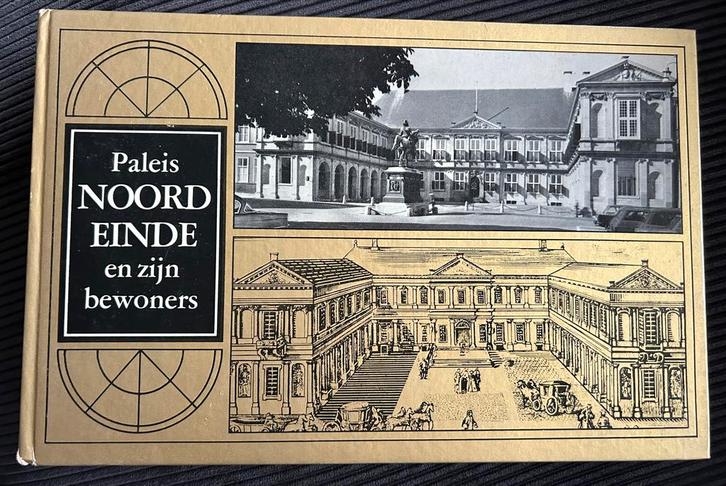 Paleis
NOORD
EINDE
en zijn
bewoners